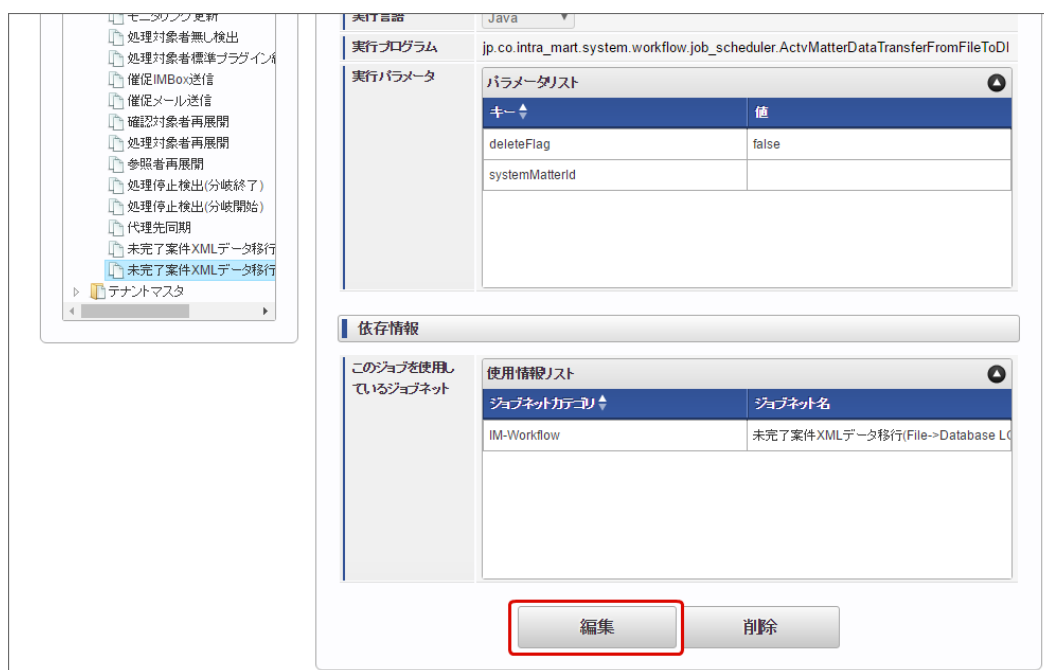 モニタリング更新
処理対象者無し検出
処理対象者標準プラグイン
催促IMBox送信
催促メール送信
確認対象者再展開
処理対象者再展開
参照者再展開
処理停止検出(分岐終了)
処理停止検出(分岐開始)
代理先同期
未完了案件XMLデータ移行
未完了案件XMLデータ移行
テナントマスタ
実行言語 Java
実行プログラム jp.co.intra_mart.system.workflow.job_scheduler.ActvMatterDataTransferFromFileToDI
実行パラメータ
パラメータリスト
キー 値
deleteFlag false
systemMatterId
依存情報
このジョブを使用し
ているジョブネット
使用情報リスト
ジョブネットカテゴリ ジョブネット名
IM-Workflow 未完了案件XMLデータ移行(File->Database LO
編集 削除